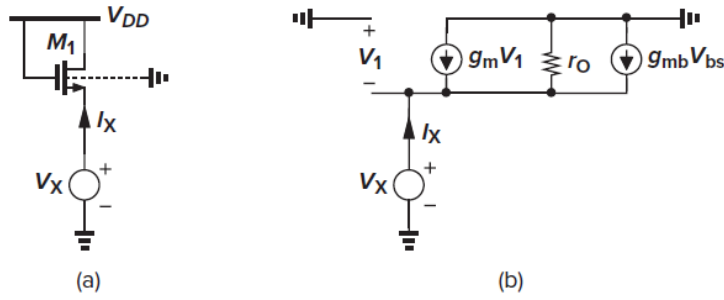 V_DD
M_1
I_X
V_X
+
−
(a)
+
V_1
−
g_mV_1
r_O
g_mbV_bs
I_X
V_X
+
−
(b)